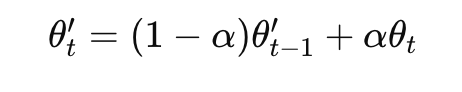 θ′ₜ = (1 − α)θ′ₜ₋₁ + αθₜ